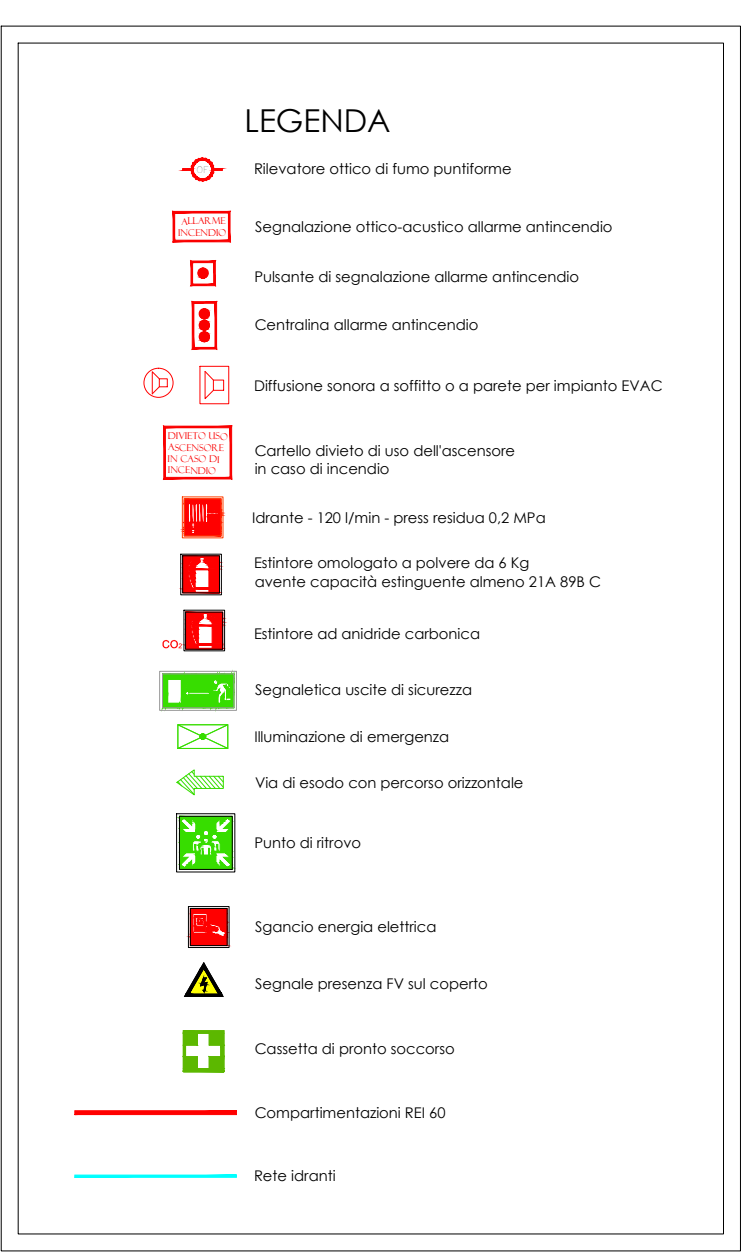 LEGENDA
Rilevatore ottico di fumo puntiforme
ALLARME
INCENDIO
Segnalazione ottico-acustico allarme antincendio
Pulsante di segnalazione allarme antincendio
Centralina allarme antincendio
Diffusione sonora a soffitto o a parete per impianto EVAC
DIVIETO USO
ASCENSORE
IN CASO DI
INCENDIO
Cartello divieto di uso dell'ascensore
in caso di incendio
Idrante - 120 l/min - press residua 0,2 MPa
Estintore omologato a polvere da 6 Kg
avente capacità estinguente almeno 21A 89B C
CO2
Estintore ad anidride carbonica
Segnaletica uscite di sicurezza
Illuminazione di emergenza
Via di esodo con percorso orizzontale
Punto di ritrovo
Sgancio energia elettrica
Segnale presenza FV sul coperto
Cassetta di pronto soccorso
Compartimentazioni REI 60
Rete idranti